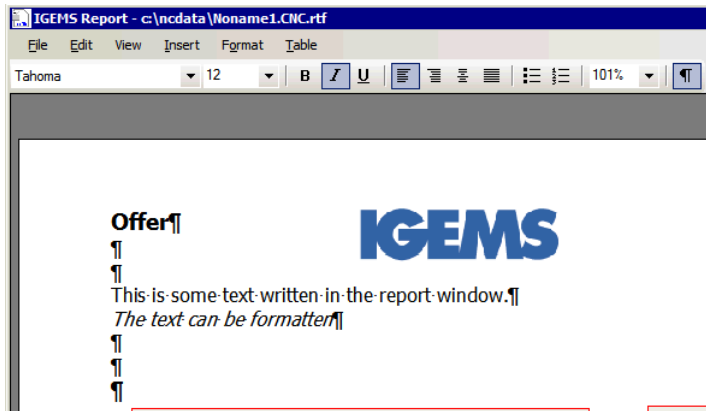 IGEMS Report - c:\ncdata\Noname1.CNC.rtf
File Edit View Insert Format Table
Tahoma 12 B I U 101% ¶
Offer¶
IGEMS
¶
¶
This·is·some·text·written·in·the·report·window.¶
The·text·can·be·formatten¶
¶
¶
¶